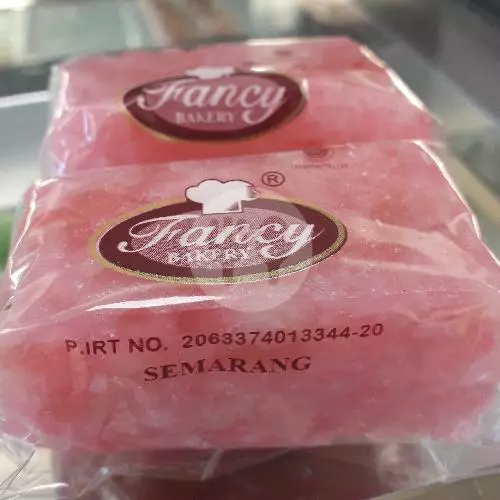 Fancy
BAKERY
®
Fancy
BAKERY
P.IRT NO. 2063374013344-20
SEMARANG